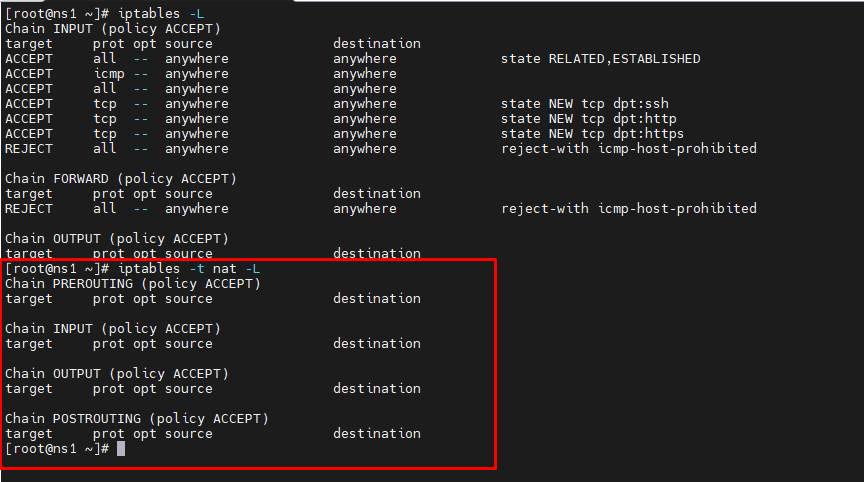 [root@ns1 ~]# iptables -L
Chain INPUT (policy ACCEPT)
target     prot opt source               destination
ACCEPT     all  --  anywhere             anywhere             state RELATED,ESTABLISHED
ACCEPT     icmp --  anywhere             anywhere
ACCEPT     all  --  anywhere             anywhere
ACCEPT     tcp  --  anywhere             anywhere             state NEW tcp dpt:ssh
ACCEPT     tcp  --  anywhere             anywhere             state NEW tcp dpt:http
ACCEPT     tcp  --  anywhere             anywhere             state NEW tcp dpt:https
REJECT     all  --  anywhere             anywhere             reject-with icmp-host-prohibited

Chain FORWARD (policy ACCEPT)
target     prot opt source               destination
REJECT     all  --  anywhere             anywhere             reject-with icmp-host-prohibited

Chain OUTPUT (policy ACCEPT)
target     prot opt source               destination
[root@ns1 ~]# iptables -t nat -L
Chain PREROUTING (policy ACCEPT)
target     prot opt source               destination

Chain INPUT (policy ACCEPT)
target     prot opt source               destination

Chain OUTPUT (policy ACCEPT)
target     prot opt source               destination

Chain POSTROUTING (policy ACCEPT)
target     prot opt source               destination
[root@ns1 ~]#